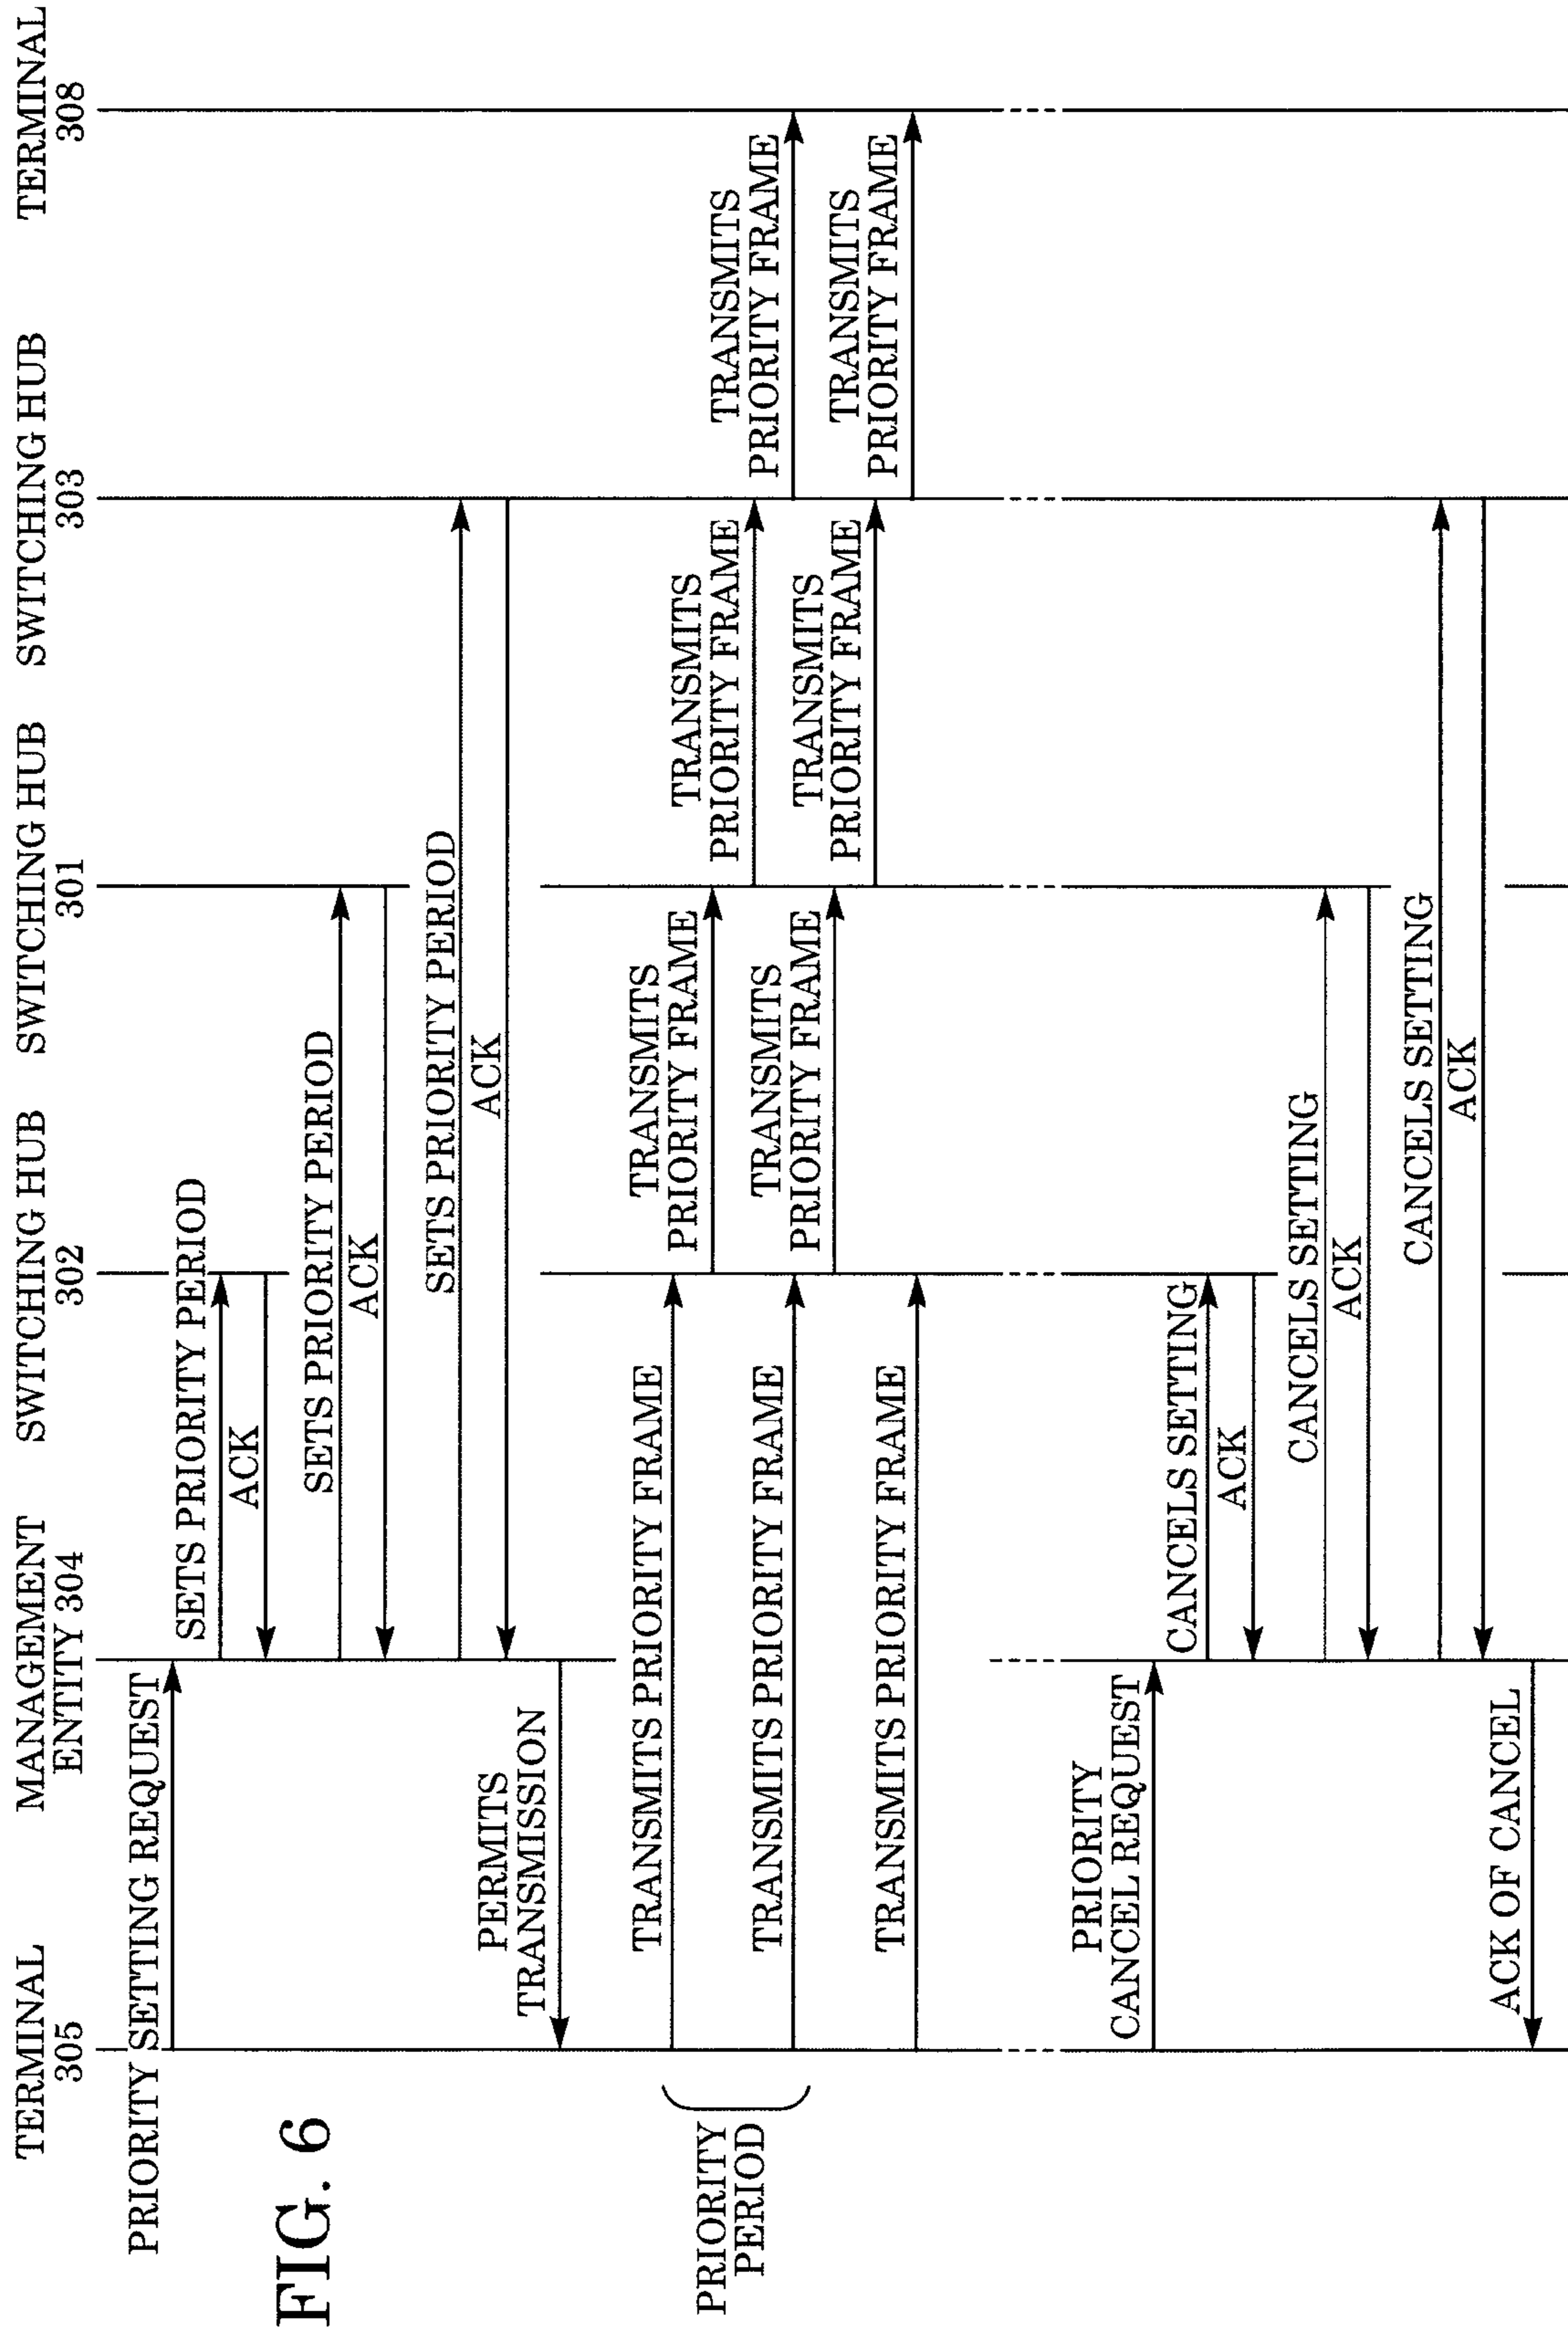 FIG. 6
TERMINAL
305
MANAGEMENT
ENTITY 304
SWITCHING HUB
302
SWITCHING HUB
301
SWITCHING HUB
303
TERMINAL
308
PRIORITY SETTING REQUEST
SETS PRIORITY PERIOD
ACK
SETS PRIORITY PERIOD
ACK
SETS PRIORITY PERIOD
ACK
PERMITS
TRANSMISSION
PRIORITY
PERIOD
TRANSMITS PRIORITY FRAME
TRANSMITS
PRIORITY FRAME
TRANSMITS
PRIORITY FRAME
TRANSMITS
PRIORITY FRAME
TRANSMITS PRIORITY FRAME
TRANSMITS
PRIORITY FRAME
TRANSMITS
PRIORITY FRAME
TRANSMITS
PRIORITY FRAME
TRANSMITS PRIORITY FRAME
PRIORITY
CANCEL REQUEST
CANCELS SETTING
ACK
CANCELS SETTING
ACK
CANCELS SETTING
ACK
ACK OF CANCEL